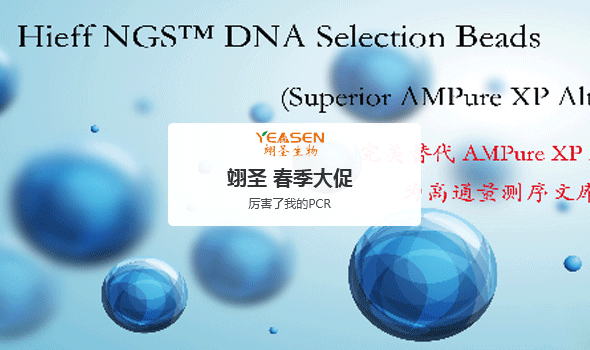 Hieff NGS™ DNA Selection Beads
(Superior AMPure XP
YEASEN
翊圣生物
翊圣 春季大促
厉害了我的PCR
替代 AMPure XP
高通量测序文库